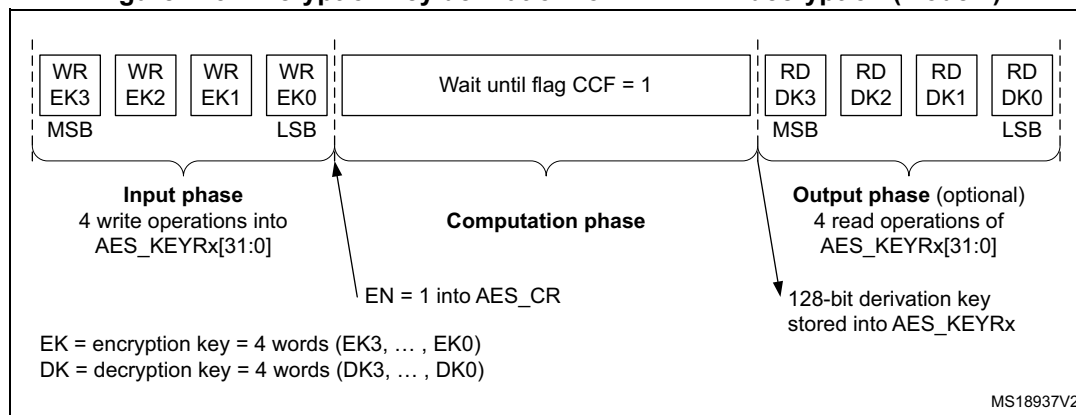 WR EK3
WR EK2
WR EK1
WR EK0
MSB
LSB
Wait until flag CCF = 1
RD DK3
RD DK2
RD DK1
RD DK0
MSB
LSB
Input phase
4 write operations into
AES_KEYRx[31:0]
Computation phase
Output phase (optional)
4 read operations of
AES_KEYRx[31:0]
EN = 1 into AES_CR
128-bit derivation key
stored into AES_KEYRx
EK = encryption key = 4 words (EK3, … , EK0)
DK = decryption key = 4 words (DK3, … , DK0)
MS18937V2